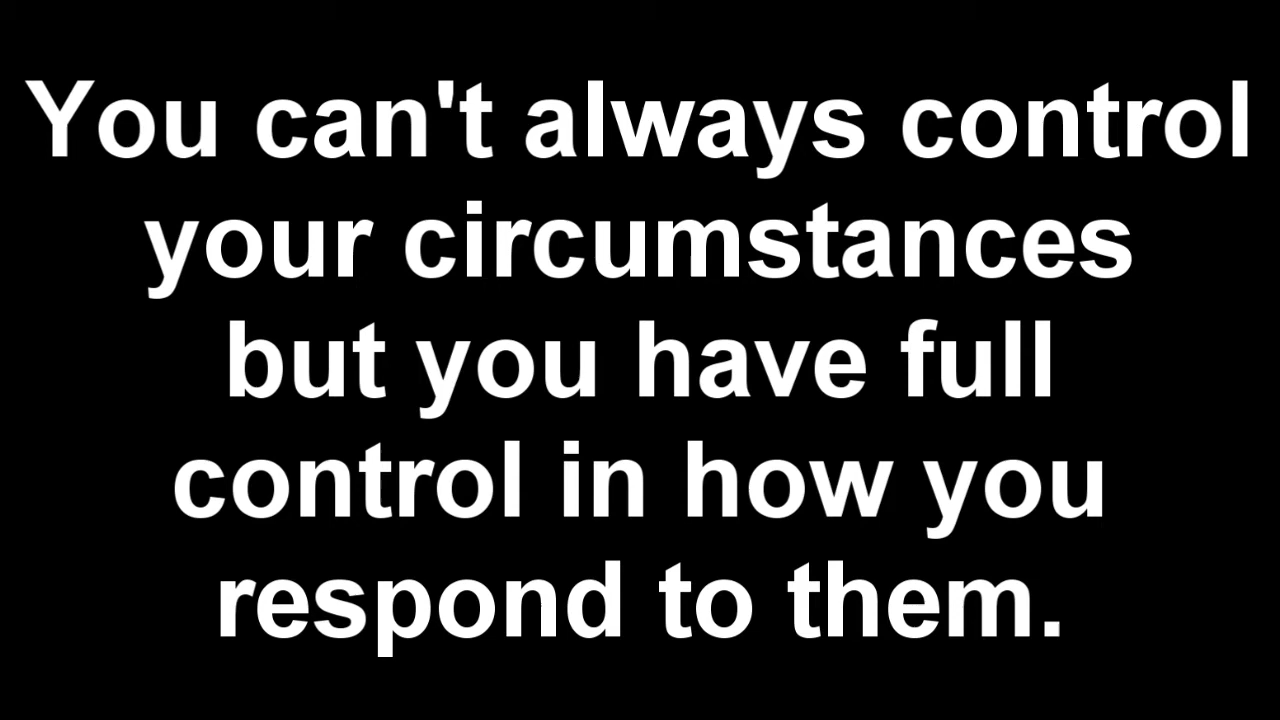 You can't always control
your circumstances
but you have full
control in how you
respond to them.